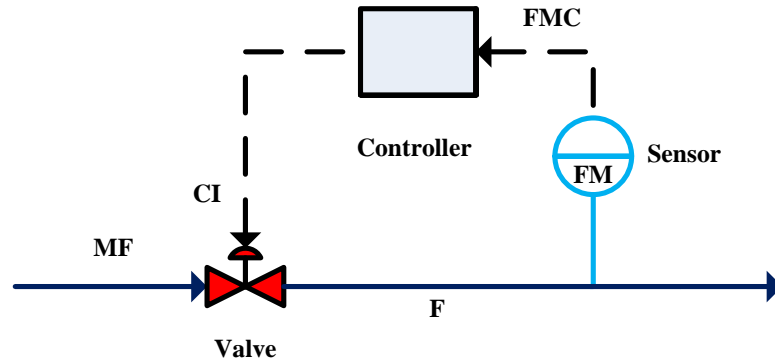 FMC
Controller
Sensor
FM
CI
MF
F
Valve